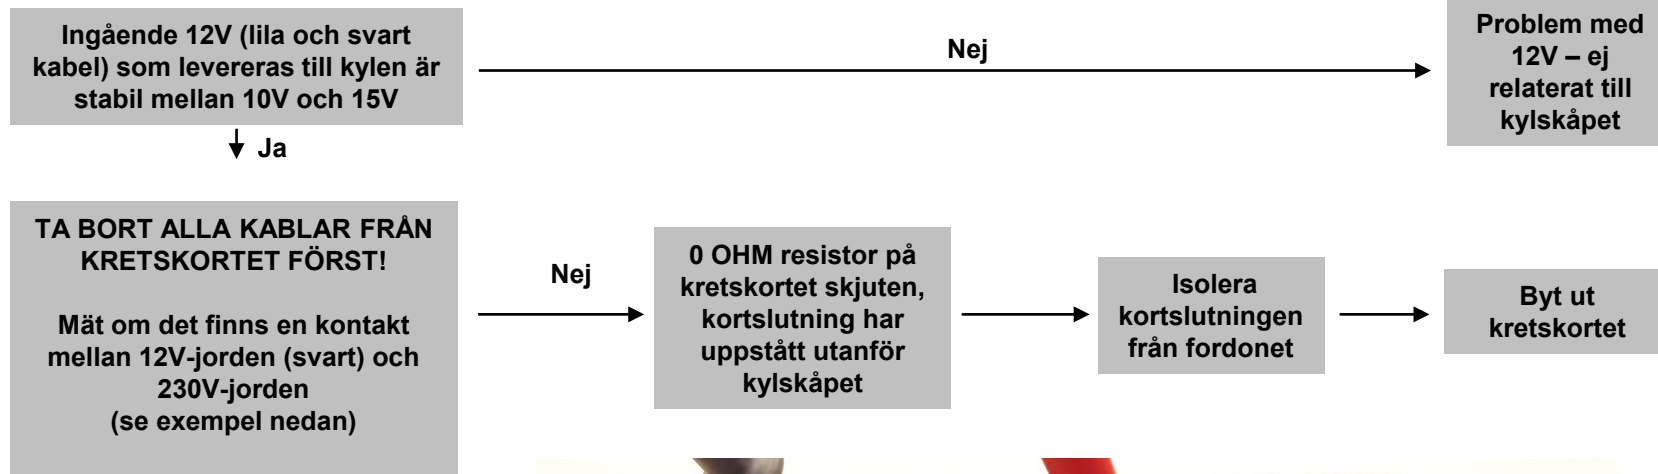 Ingående 12V (lila och svart
kabel) som levereras till kylen är
stabil mellan 10V och 15V
Nej
Problem med
12V – ej
relaterat till
kylskåpet
Ja
TA BORT ALLA KABLAR FRÅN
KRETSKORTET FÖRST!
Mät om det finns en kontakt
mellan 12V-jorden (svart) och
230V-jorden
(se exempel nedan)
Nej
0 OHM resistor på
kretskortet skjuten,
kortslutning har
uppstått utanför
kylskåpet
Isolera
kortslutningen
från fordonet
Byt ut
kretskortet